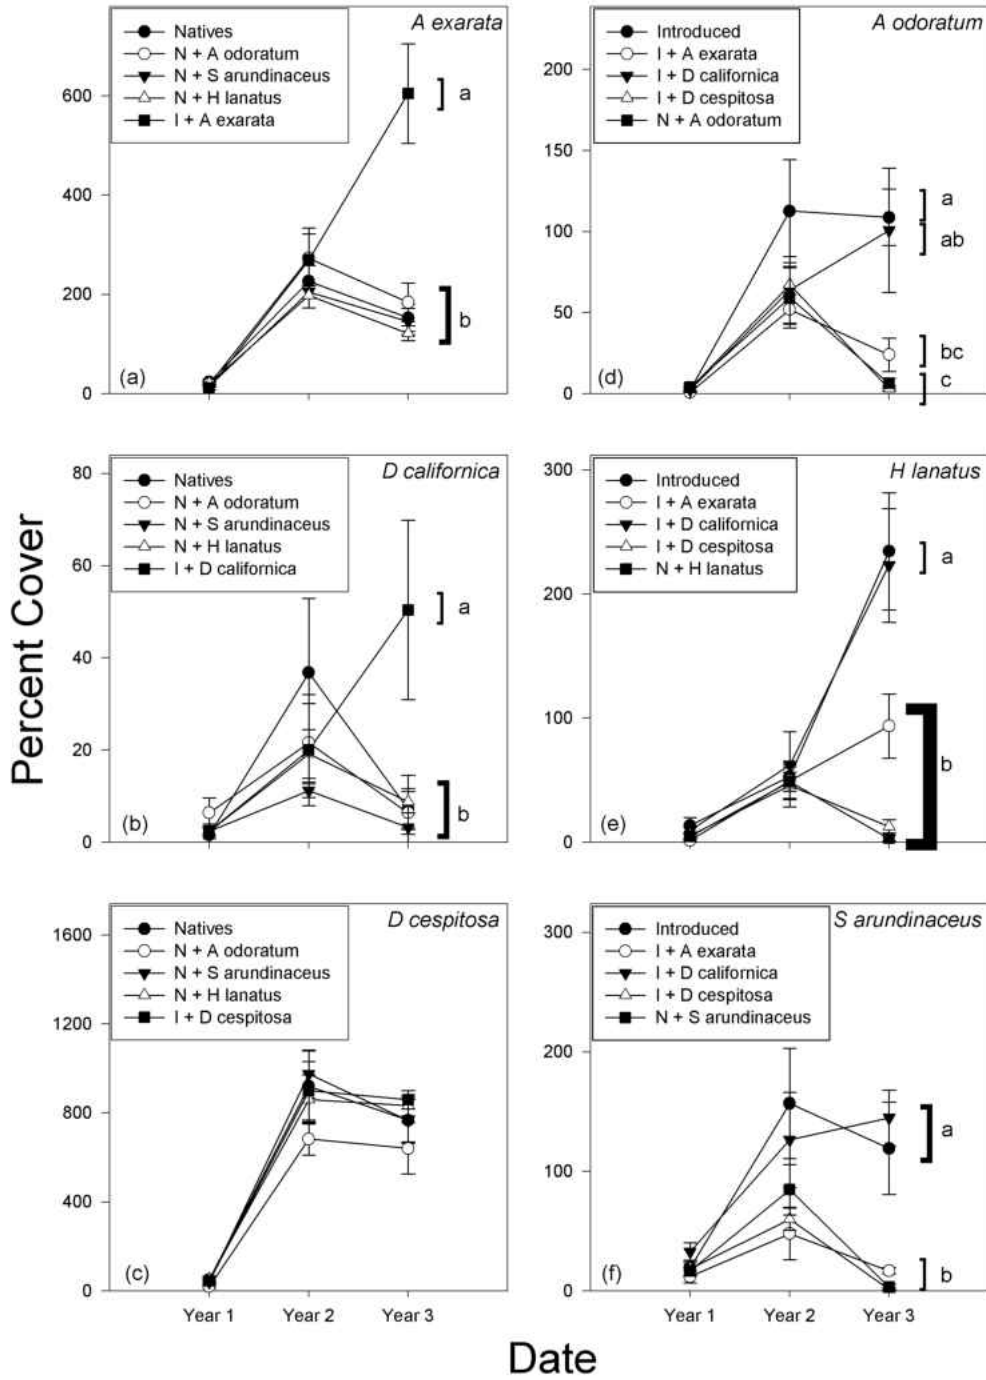 Percent Cover
A exarata
Natives
N + A odoratum
N + S arundinaceus
N + H lanatus
I + A exarata
600
400
200
0
a
b
(a)
A odoratum
Introduced
I + A exarata
I + D californica
I + D cespitosa
N + A odoratum
200
150
100
50
0
a
ab
bc
c
(d)
D californica
Natives
N + A odoratum
N + S arundinaceus
N + H lanatus
I + D californica
80
60
40
20
0
a
b
(b)
H lanatus
Introduced
I + A exarata
I + D californica
I + D cespitosa
N + H lanatus
300
200
100
0
a
b
(e)
D cespitosa
Natives
N + A odoratum
N + S arundinaceus
N + H lanatus
I + D cespitosa
1600
1200
800
400
0
(c)
Year 1 Year 2 Year 3
S arundinaceus
Introduced
I + A exarata
I + D californica
I + D cespitosa
N + S arundinaceus
300
200
100
0
a
b
(f)
Year 1 Year 2 Year 3
Date